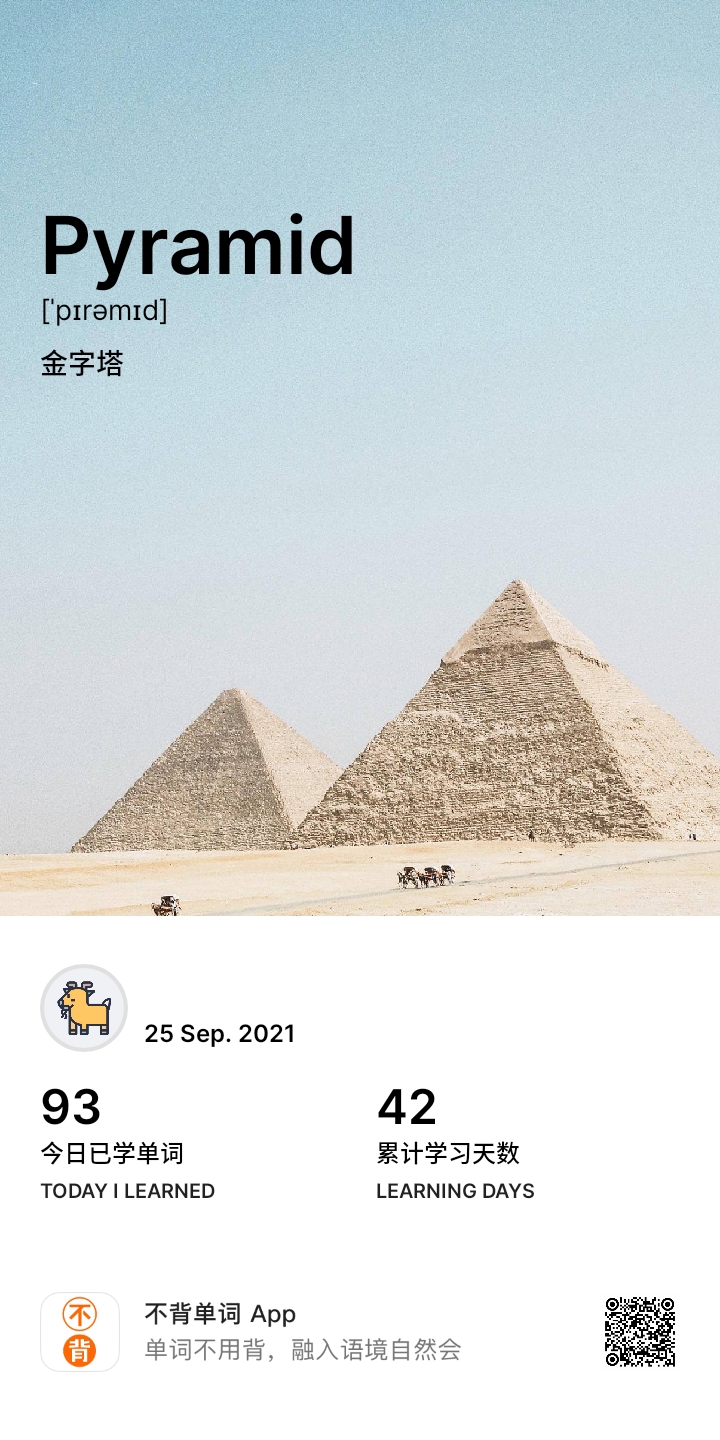 Pyramid
[ˈpɪrəmɪd]
金字塔
25 Sep. 2021
93
今日已学单词
TODAY I LEARNED
42
累计学习天数
LEARNING DAYS
不
背
不背单词 App
单词不用背，融入语境自然会